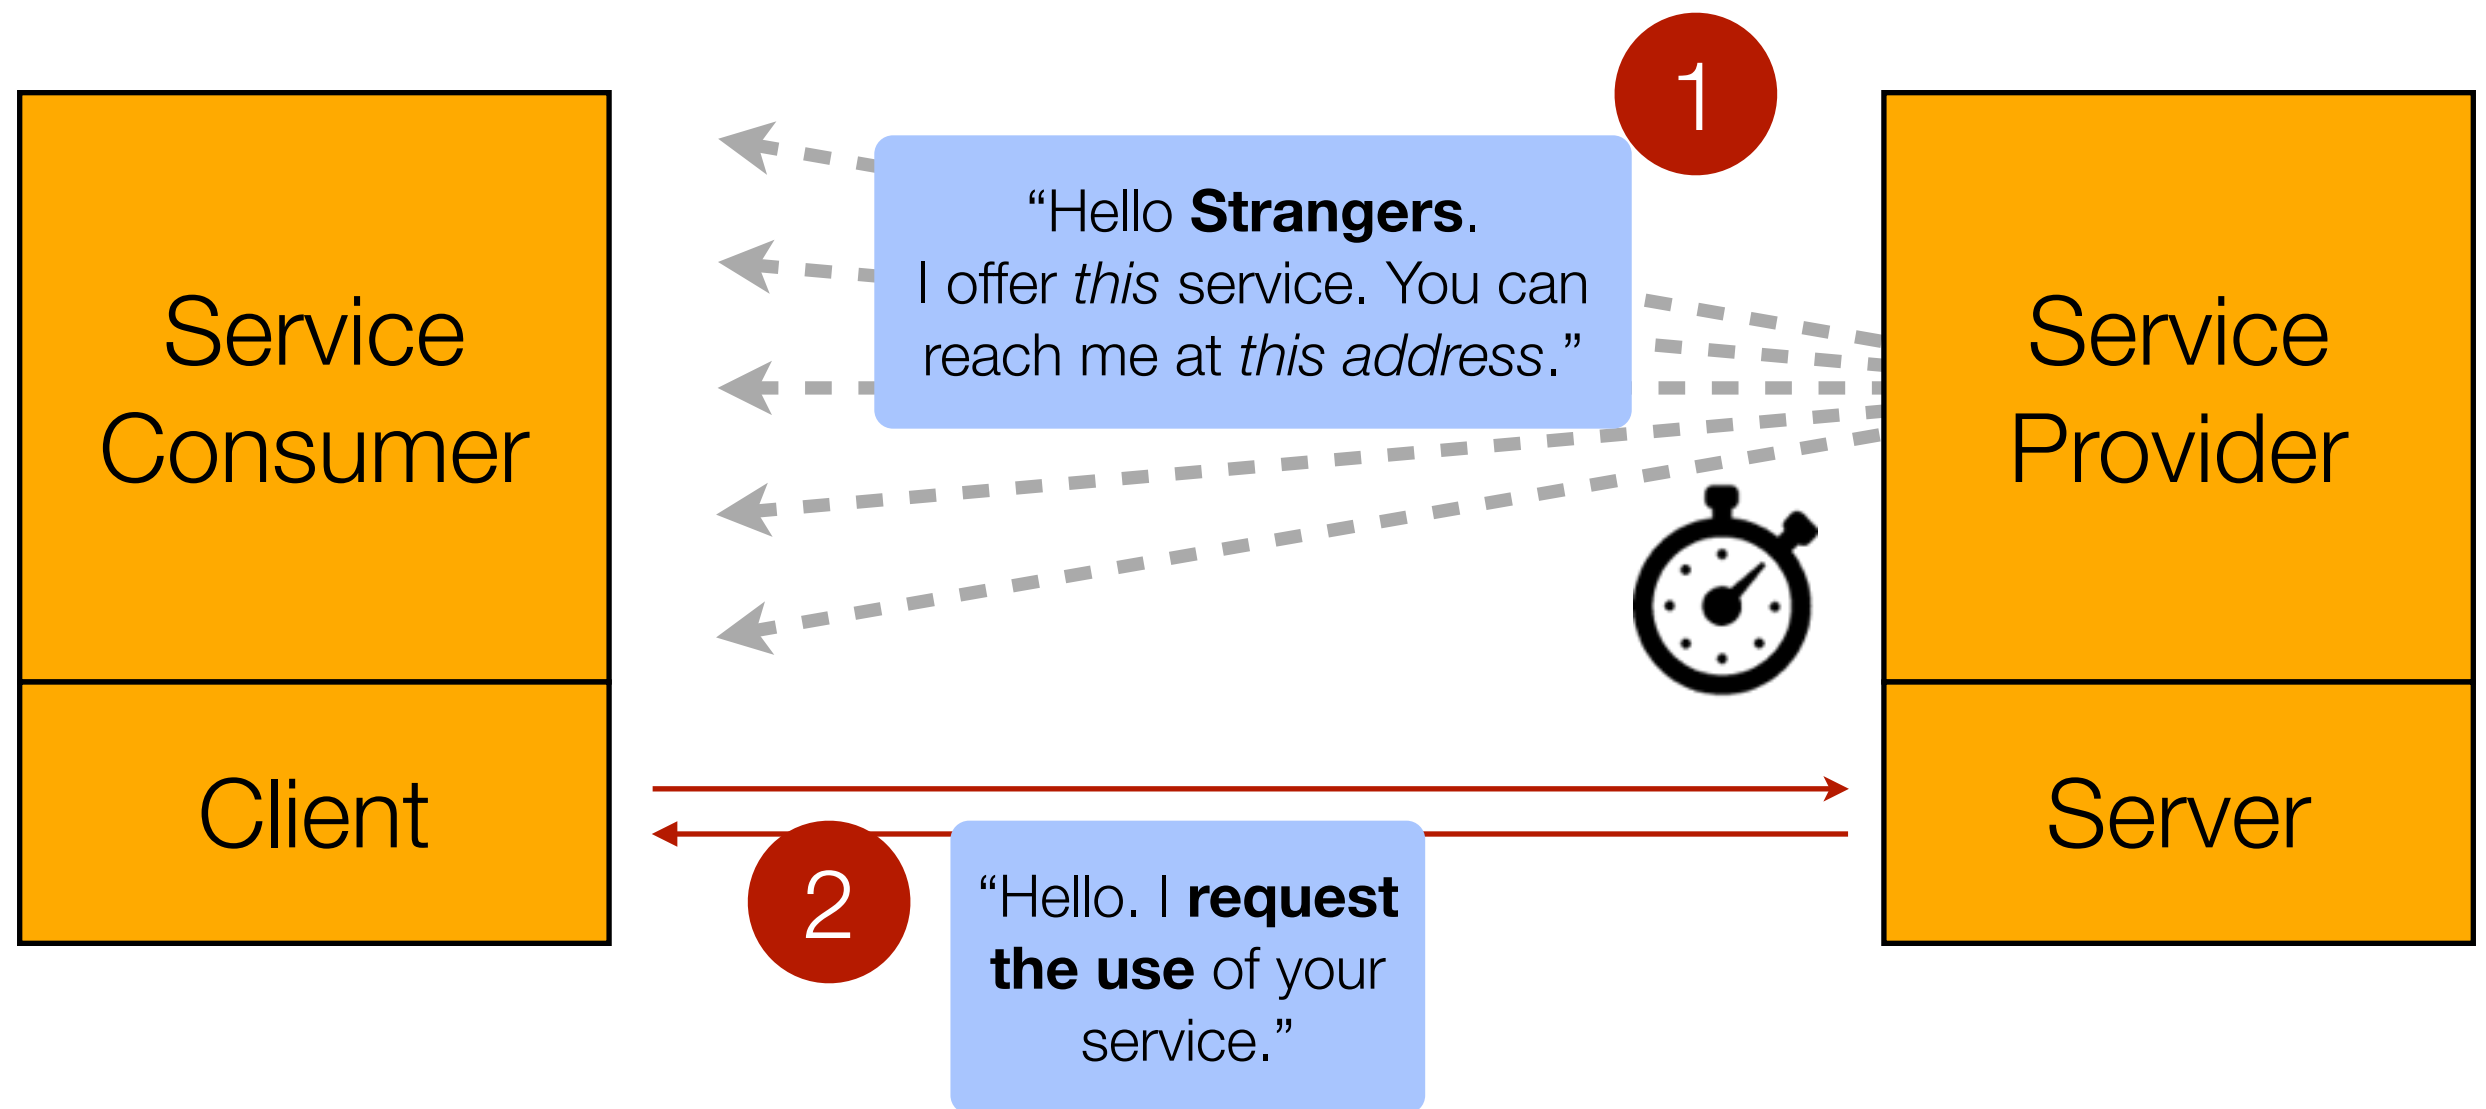 1
Service
Consumer
“Hello Strangers.
I offer this service. You can
reach me at this address.”
Service
Provider
Client
2
“Hello. I request
the use of your
service.”
Server